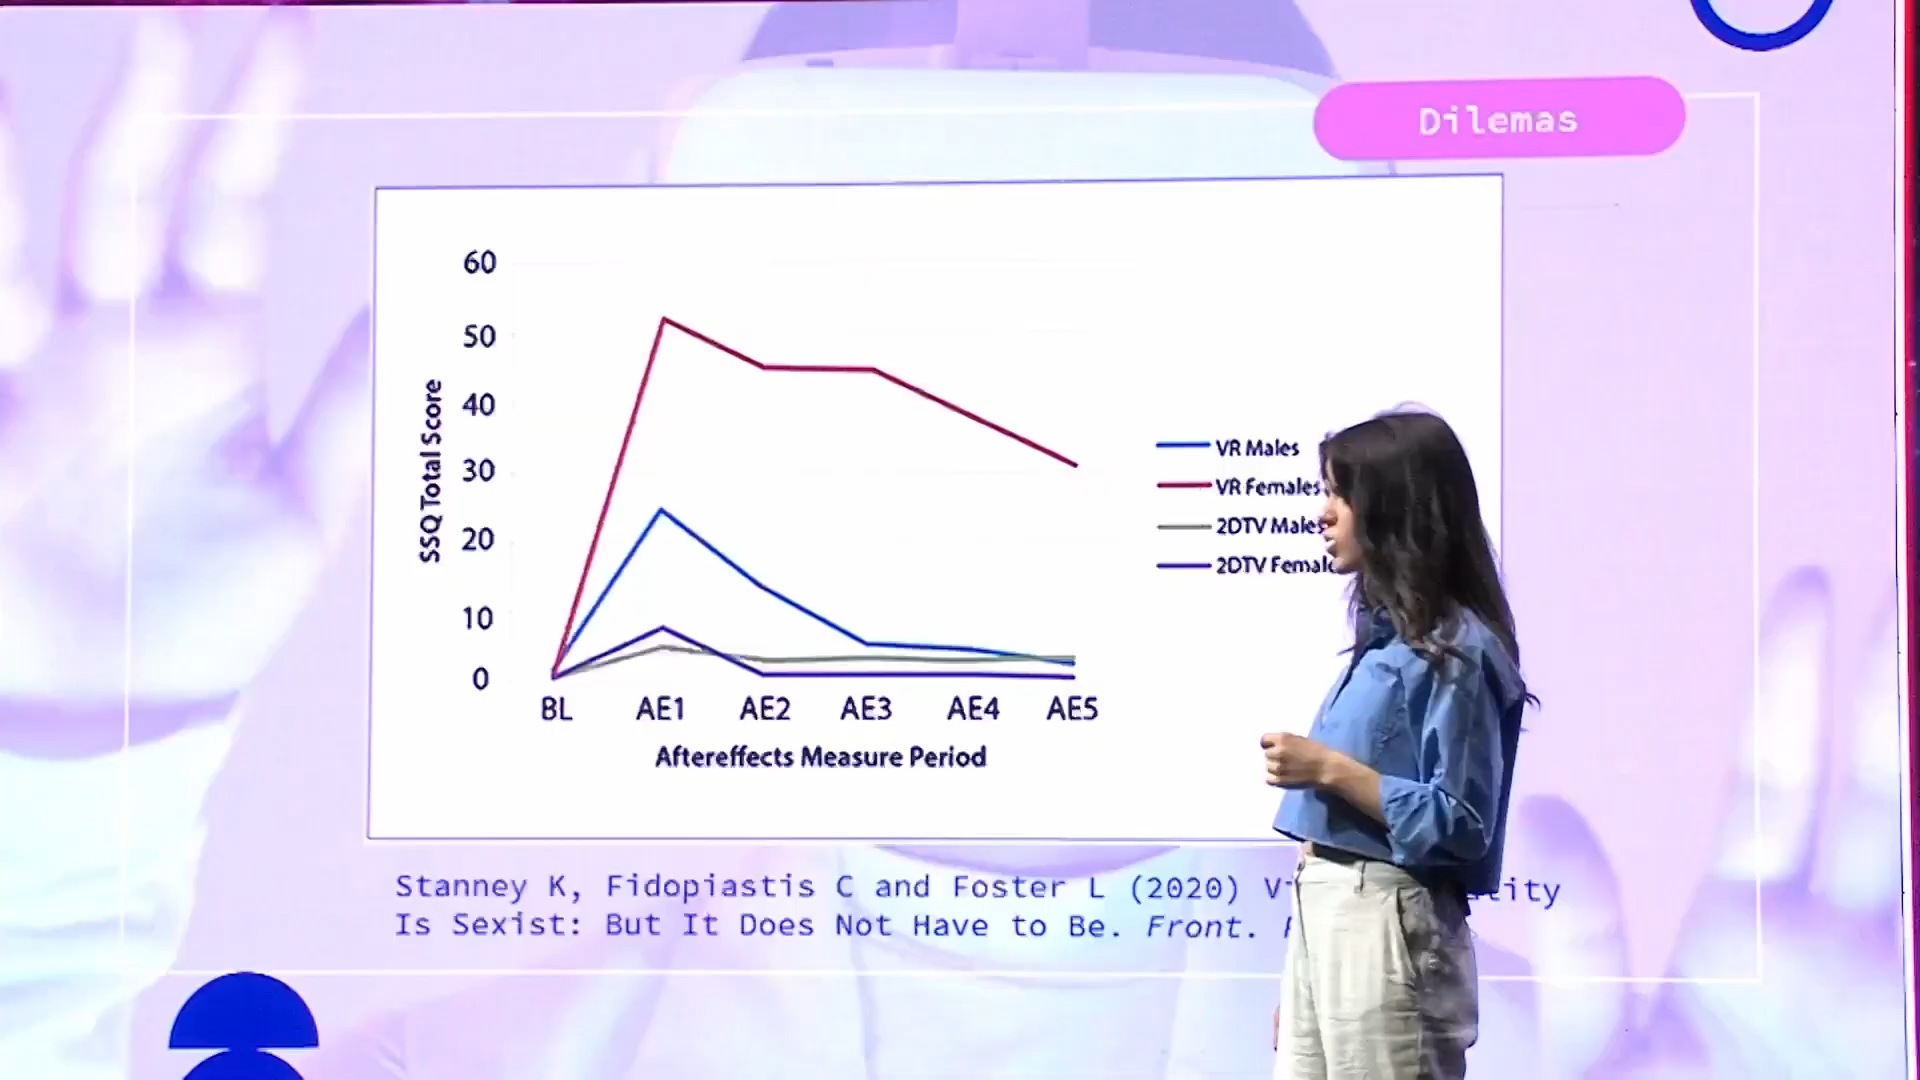 Dilemas
60
50
40
30
20
10
0
SSQ Total Score
BL AE1 AE2 AE3 AE4 AE5
Aftereffects Measure Period
VR Males
VR Females
2DTV Males
2DTV
Stanney K, Fidopiastis C and Foster L (2020)
Is Sexist: But It Does Not Have to Be. Front.